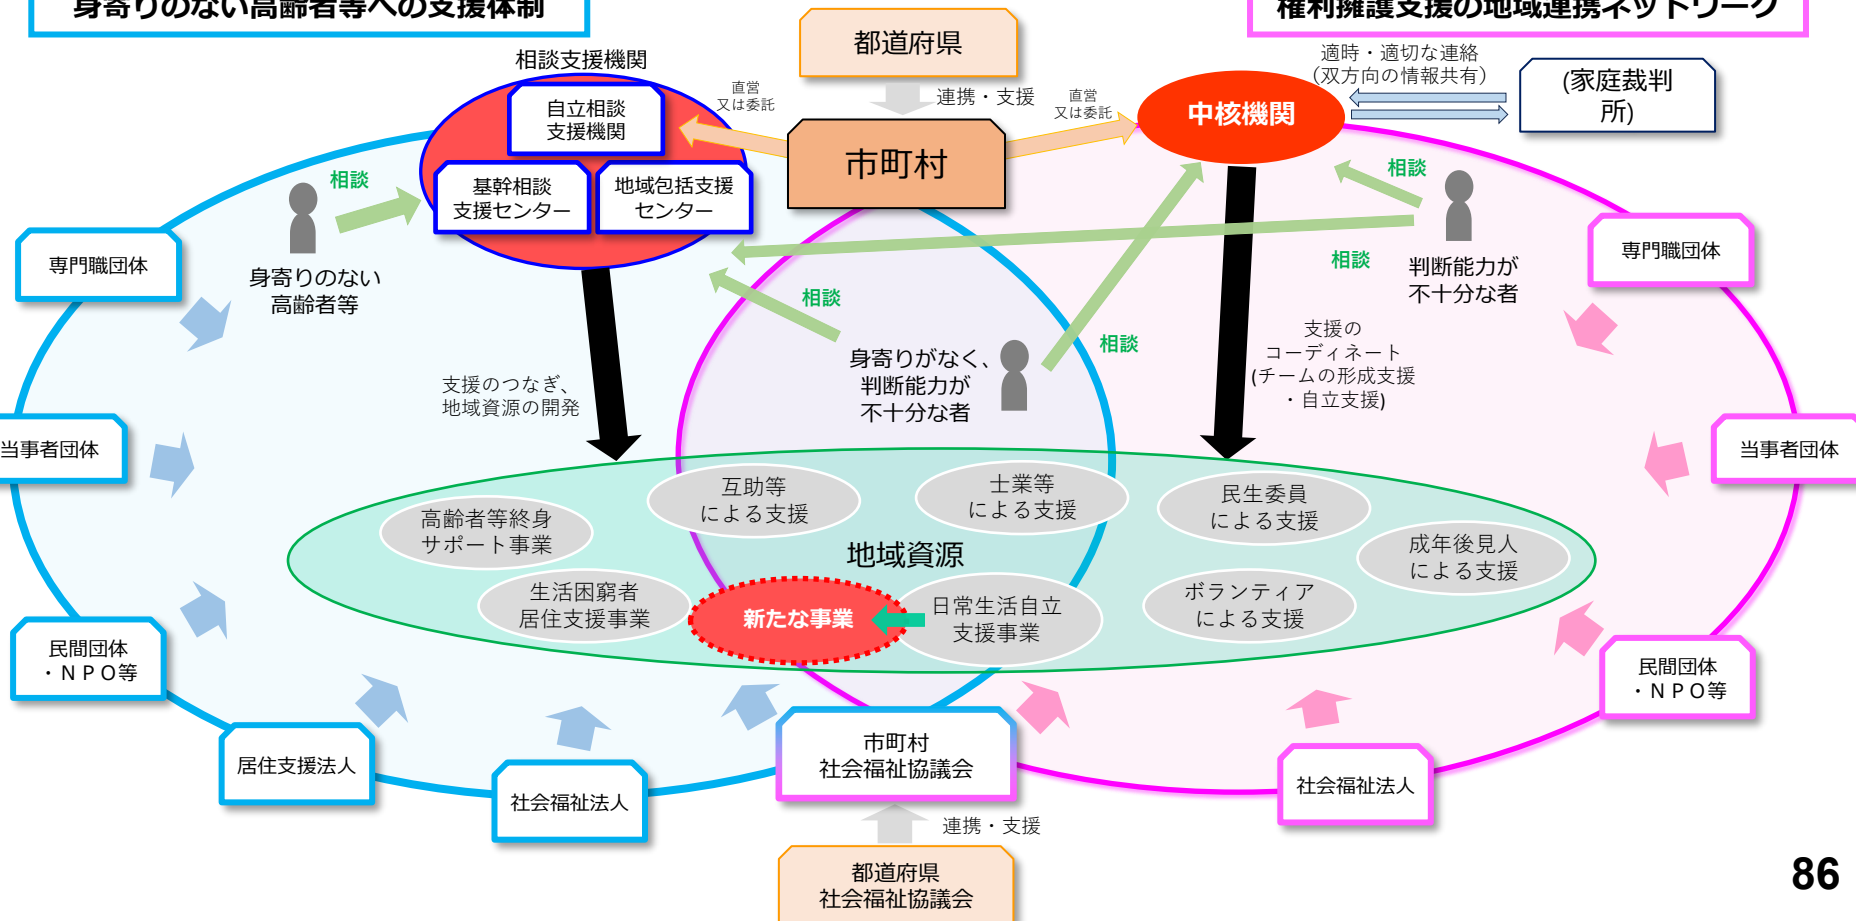 身寄りのない高齢者等への支援体制
権利擁護支援の地域連携ネットワーク
都道府県
連携・支援
相談支援機関
自立相談
支援機関
基幹相談
支援センター
地域包括支援
センター
直営
又は委託
市町村
直営
又は委託
中核機関
適時・適切な連絡
（双方向の情報共有）
(家庭裁判
所)
相談
身寄りのない
高齢者等
相談
相談
判断能力が
不十分な者
相談
相談
身寄りがなく、
判断能力が
不十分な者
支援のつなぎ、
地域資源の開発
支援の
コーディネート
(チームの形成支援
・自立支援)
専門職団体
当事者団体
民間団体
・ＮＰＯ等
居住支援法人
社会福祉法人
専門職団体
当事者団体
民間団体
・ＮＰＯ等
社会福祉法人
地域資源
高齢者等終身
サポート事業
互助等
による支援
士業等
による支援
民生委員
による支援
成年後見人
による支援
生活困窮者
居住支援事業
新たな事業
日常生活自立
支援事業
ボランティア
による支援
市町村
社会福祉協議会
連携・支援
都道府県
社会福祉協議会
86